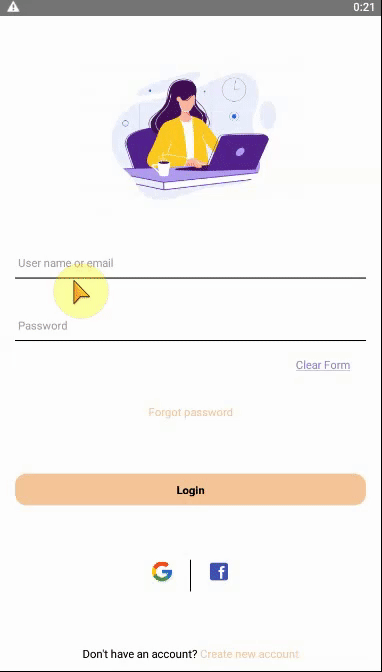 0:21
User name or email
Password
Clear Form
Forgot password
Login
Don't have an account? Create new account